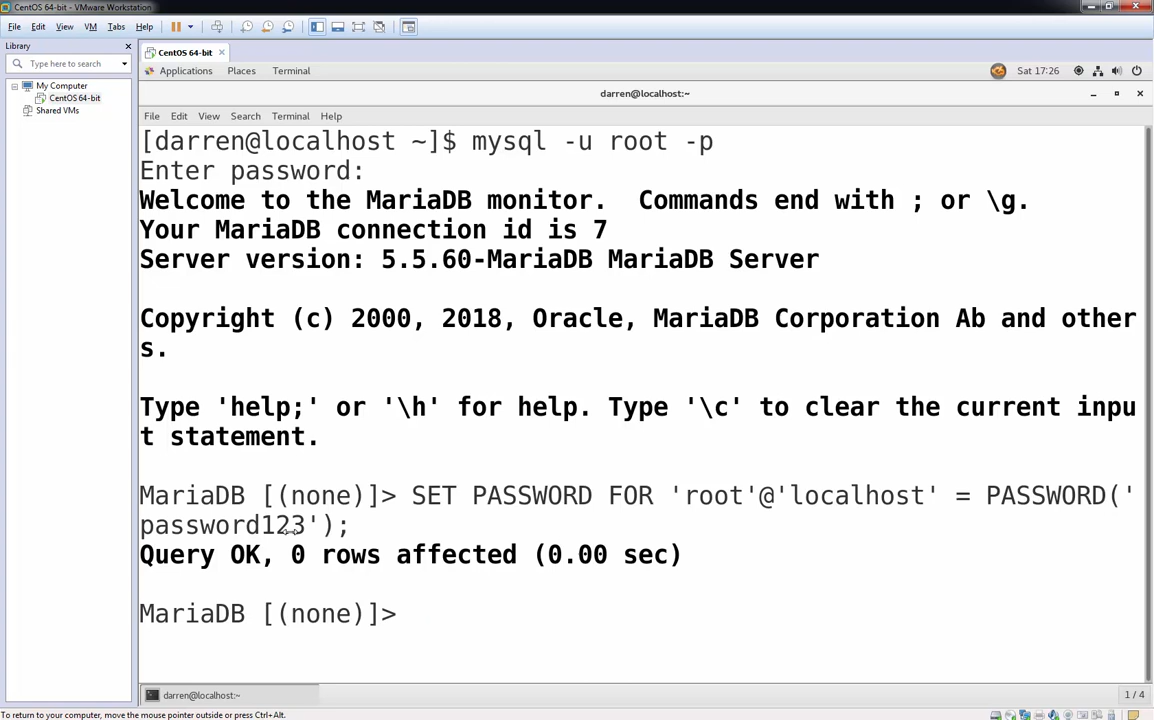 CentOS 64-bit - VMware Workstation
File Edit View VM Tabs Help
Library
Type here to search
My Computer
CentOS 64-bit
Shared VMs
CentOS 64-bit
Applications Places Terminal
Sat 17:26
darren@localhost:~
File Edit View Search Terminal Help
[darren@localhost ~]$ mysql -u root -p
Enter password:
Welcome to the MariaDB monitor.  Commands end with ; or \g.
Your MariaDB connection id is 7
Server version: 5.5.60-MariaDB MariaDB Server
Copyright (c) 2000, 2018, Oracle, MariaDB Corporation Ab and other
s.
Type 'help;' or '\h' for help. Type '\c' to clear the current inpu
t statement.
MariaDB [(none)]> SET PASSWORD FOR 'root'@'localhost' = PASSWORD('
password123');
Query OK, 0 rows affected (0.00 sec)
MariaDB [(none)]>
darren@localhost:~
1 / 4
To return to your computer, move the mouse pointer outside or press Ctrl+Alt.